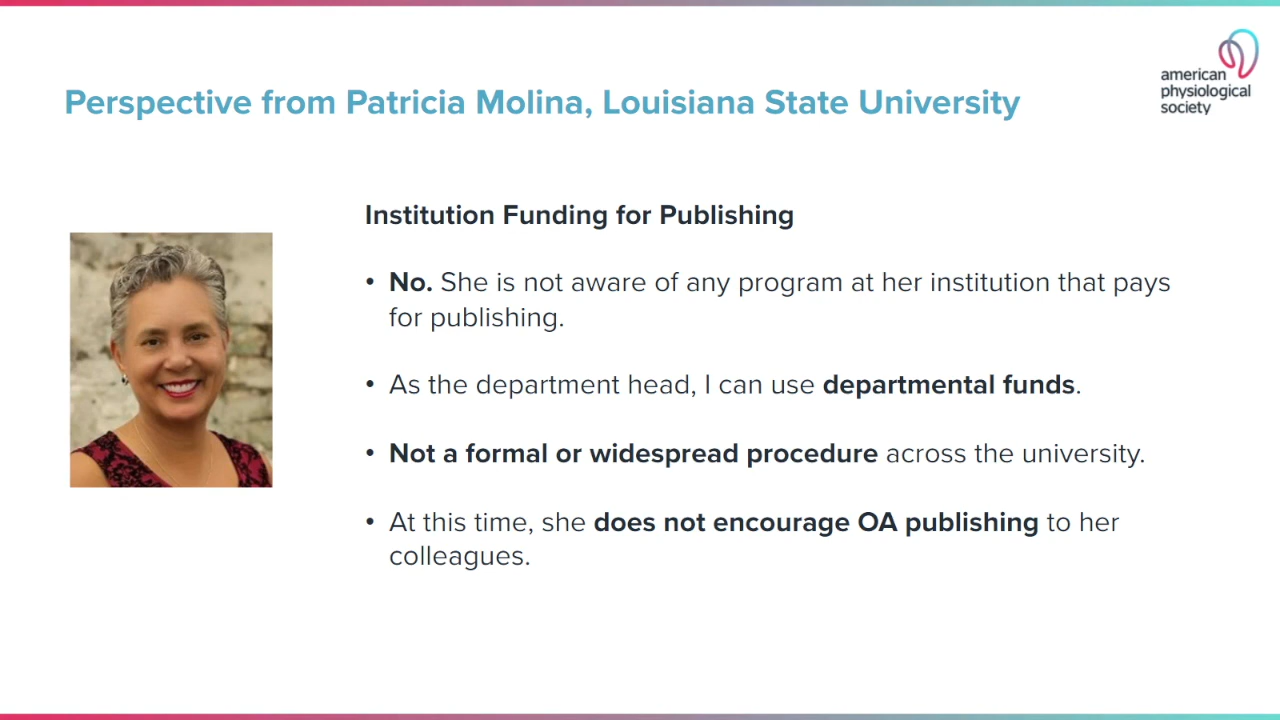 american
physiological
society
Perspective from Patricia Molina, Louisiana State University
Institution Funding for Publishing
• No. She is not aware of any program at her institution that pays
for publishing.
• As the department head, I can use departmental funds.
• Not a formal or widespread procedure across the university.
• At this time, she does not encourage OA publishing to her
colleagues.